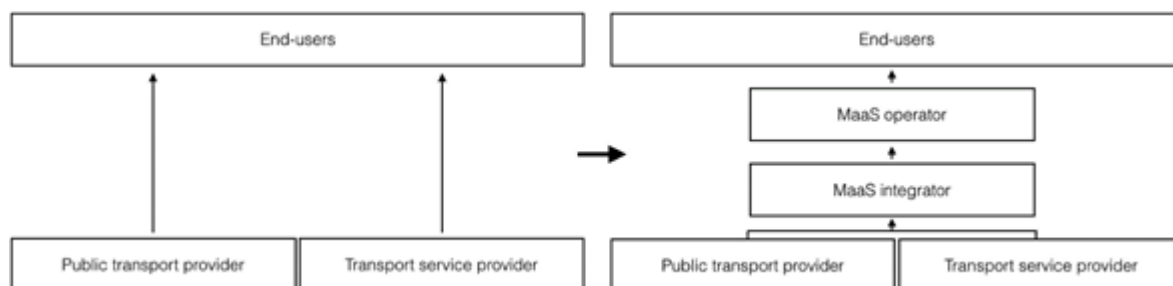 End-users
Public transport provider
Transport service provider
End-users
MaaS operator
MaaS integrator
Public transport provider
Transport service provider